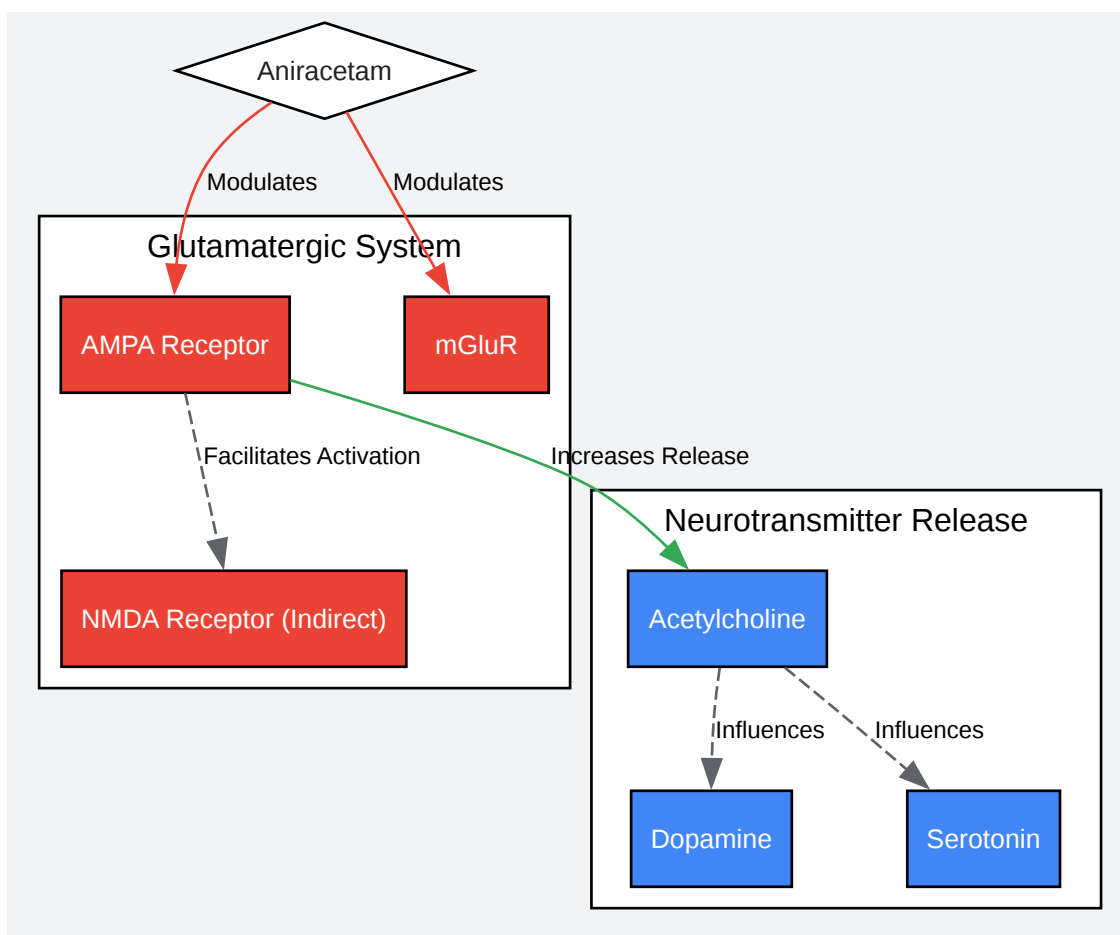 Aniracetam
Modulates
Modulates
Glutamatergic System
AMPA Receptor
mGluR
Facilitates Activation
Increases Release
NMDA Receptor (Indirect)
Neurotransmitter Release
Acetylcholine
Influences
Influences
Dopamine
Serotonin